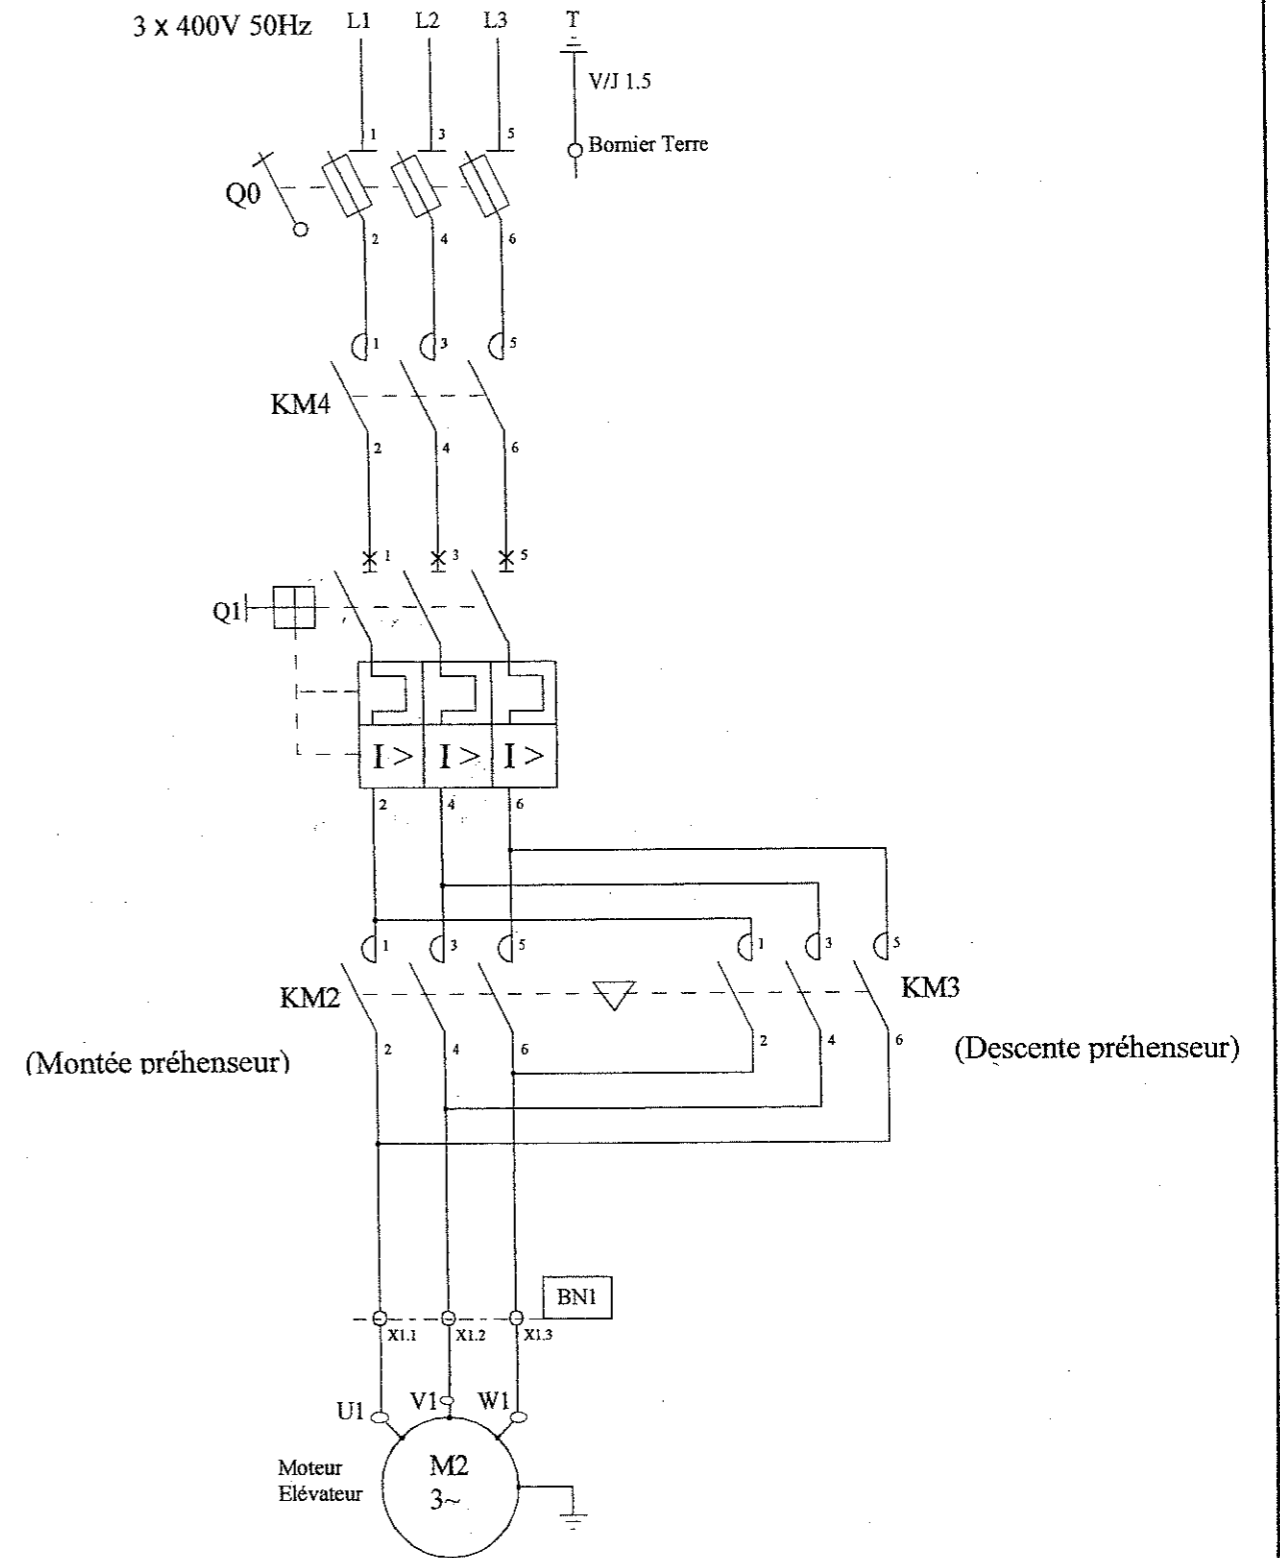 3 x 400V 50Hz L1 L2 L3 T
V/J 1.5
1 3 5 Bornier Terre
Q0
2 4 6
1 3 5
KM4
2 4 6
1 3 5
Q1
I > I > I >
2 4 6
1 3 5 1 3 5
KM2 KM3
2 4 6 2 4 6
(Montée préhenseur) (Descente préhenseur)
BN1
X1.1 X1.2 X1.3
U1 V1 W1
Moteur M2
Elévateur 3~